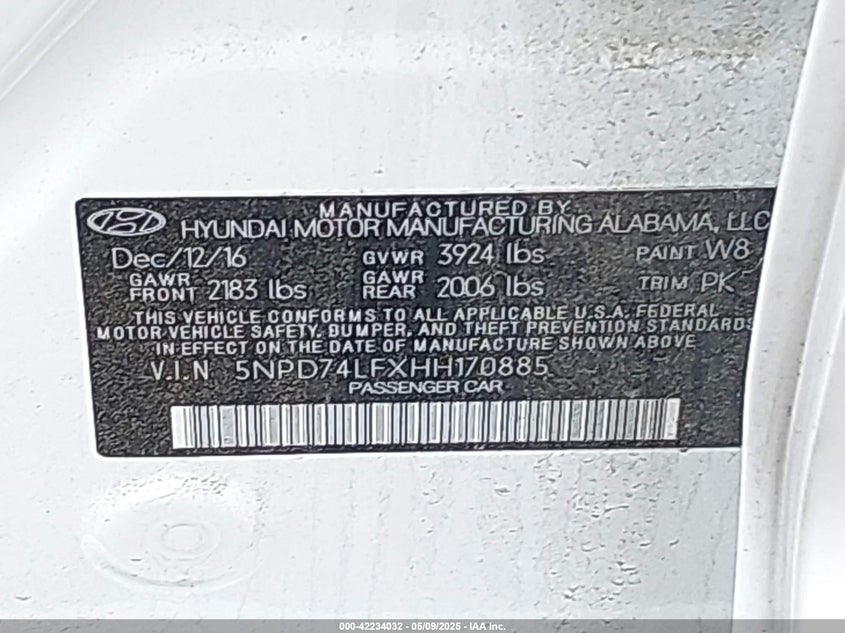 MANUFACTURED BY
HYUNDAI MOTOR MANUFACTURING ALABAMA, LLC
Dec/12/16 GVWR 3924 lbs PAINT W8
GAWR FRONT 2183 lbs GAWR REAR 2006 lbs TRIM PK
THIS VEHICLE CONFORMS TO ALL APPLICABLE U.S.A. FEDERAL
MOTOR VEHICLE SAFETY, BUMPER, AND THEFT PREVENTION STANDARDS
IN EFFECT ON THE DATE OF MANUFACTURE SHOWN ABOVE
V.I.N 5NPD74LFXHH170885
PASSENGER CAR
000-42234032 - 05/09/2025 - IAA Inc.